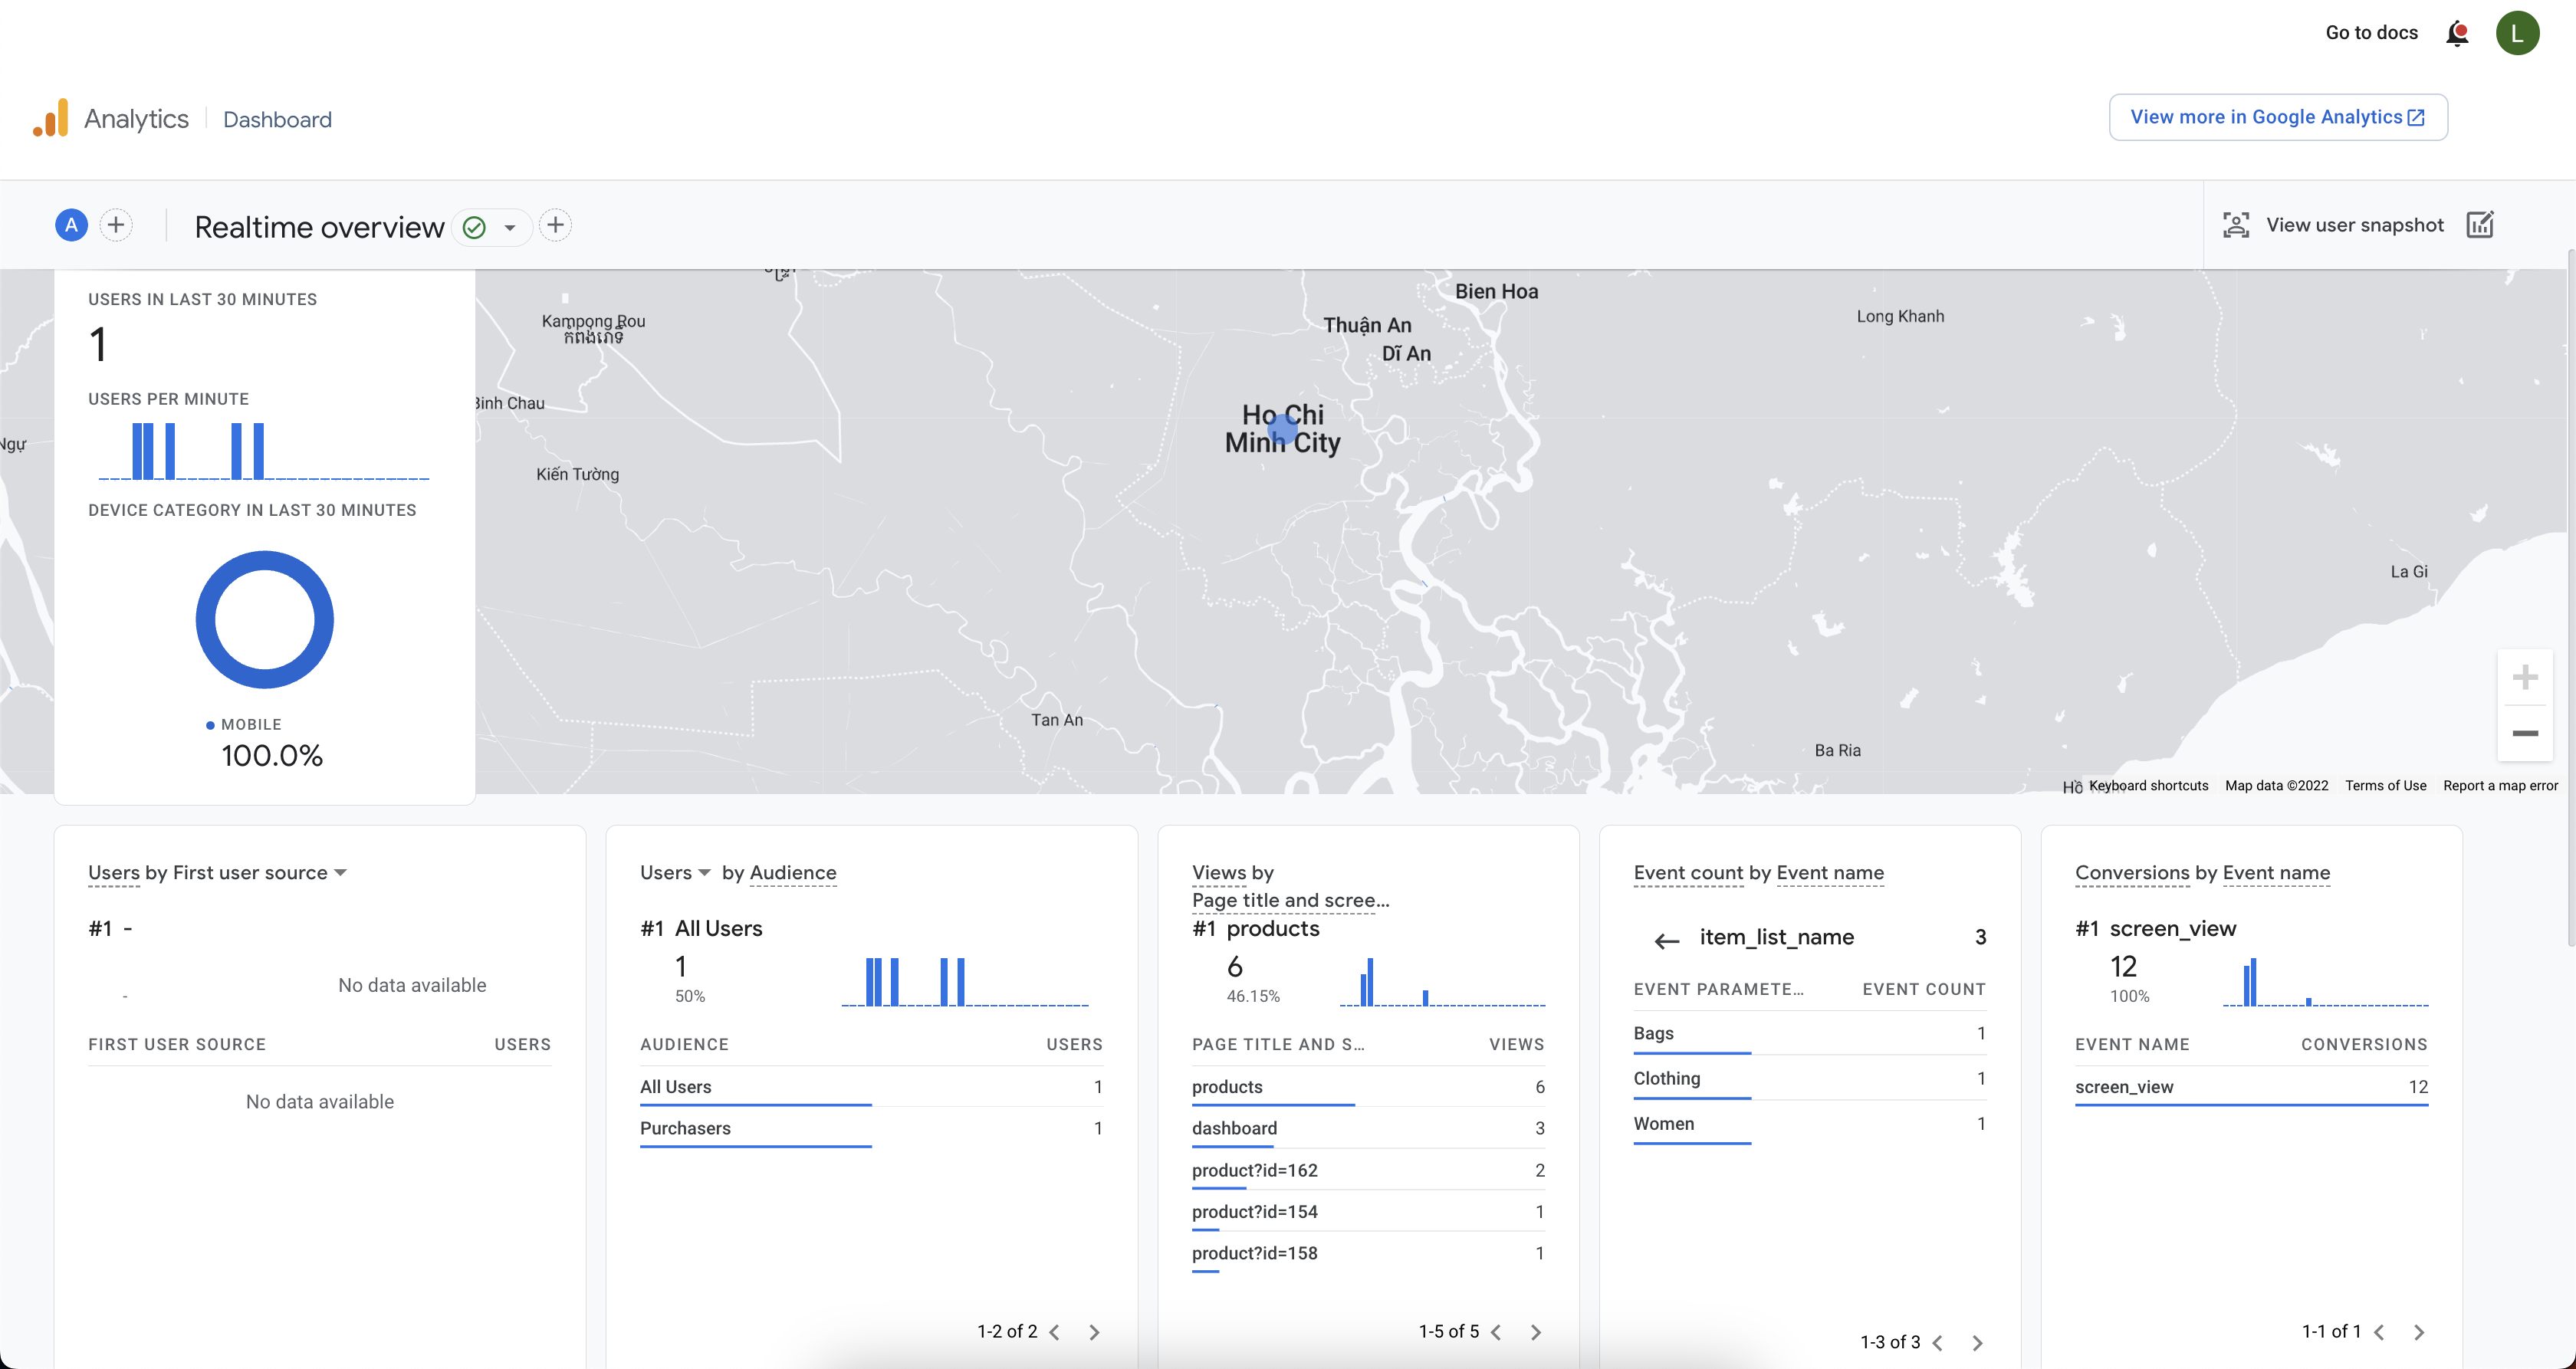 Go to docs
L
Analytics
Dashboard
View more in Google Analytics
A
Realtime overview
View user snapshot
USERS IN LAST 30 MINUTES
1
USERS PER MINUTE
DEVICE CATEGORY IN LAST 30 MINUTES
MOBILE
100.0%
Kampong Rou
Binh Chau
Ngự
Kiến Tường
Bien Hoa
Thuận An
Dĩ An
Long Khanh
Ho Chi
Minh City
La Gi
Tan An
Ba Ria
Keyboard shortcuts
Map data ©2022
Terms of Use
Report a map error
Users by First user source
#1 -
-
No data available
FIRST USER SOURCE USERS
No data available
Users by Audience
#1 All Users
1
50%
AUDIENCE USERS
All Users 1
Purchasers 1
1-2 of 2
Views by
Page title and scree...
#1 products
6
46.15%
PAGE TITLE AND S... VIEWS
products 6
dashboard 3
product?id=162 2
product?id=154 1
product?id=158 1
1-5 of 5
Event count by Event name
item_list_name 3
EVENT PARAMETE... EVENT COUNT
Bags 1
Clothing 1
Women 1
1-3 of 3
Conversions by Event name
#1 screen_view
12
100%
EVENT NAME CONVERSIONS
screen_view 12
1-1 of 1